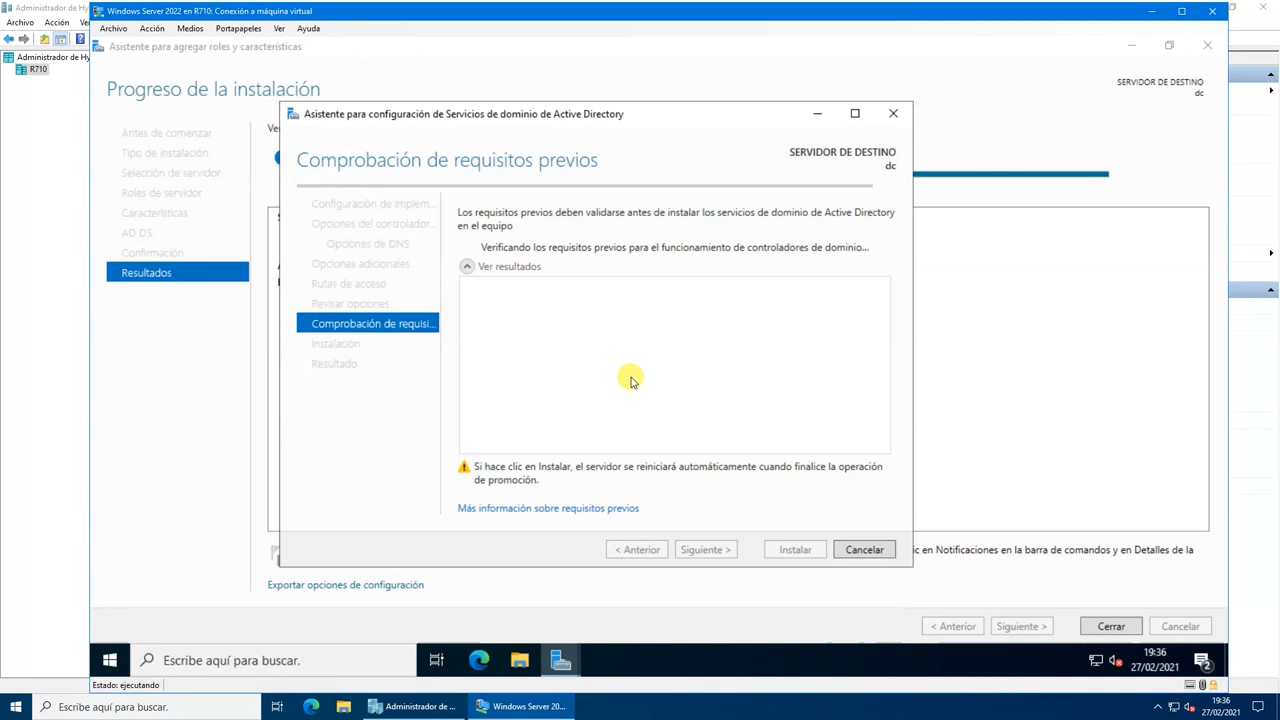 Administrador de Hy
Archivo Acción Ver
Administrador de Hy
R710
Windows Server 2022 en R710: Conexión a máquina virtual
Archivo Acción Medios Portapapeles Ver Ayuda
Asistente para agregar roles y características
Progreso de la instalación
SERVIDOR DE DESTINO
dc
Antes de comenzar
Tipo de instalación
Selección de servidor
Roles de servidor
Características
AD DS
Confirmación
Resultados
Ve
Asistente para configuración de Servicios de dominio de Active Directory
Comprobación de requisitos previos
SERVIDOR DE DESTINO
dc
Configuración de implem...
Opciones del controlador...
Opciones de DNS
Opciones adicionales
Rutas de acceso
Revisar opciones
Comprobación de requisi...
Instalación
Resultado
Los requisitos previos deben validarse antes de instalar los servicios de dominio de Active Directory
en el equipo
Verificando los requisitos previos para el funcionamiento de controladores de dominio...
Ver resultados
Si hace clic en Instalar, el servidor se reiniciará automáticamente cuando finalice la operación
de promoción.
Más información sobre requisitos previos
< Anterior Siguiente > Instalar Cancelar
ic en Notificaciones en la barra de comandos y en Detalles de la
Exportar opciones de configuración
< Anterior Siguiente > Cerrar Cancelar
Escribe aquí para buscar.
19:36
27/02/2021
2
Estado: ejecutando
Escribe aquí para buscar.
Administrador de ...
Windows Server 20...
19:36
27/02/2021